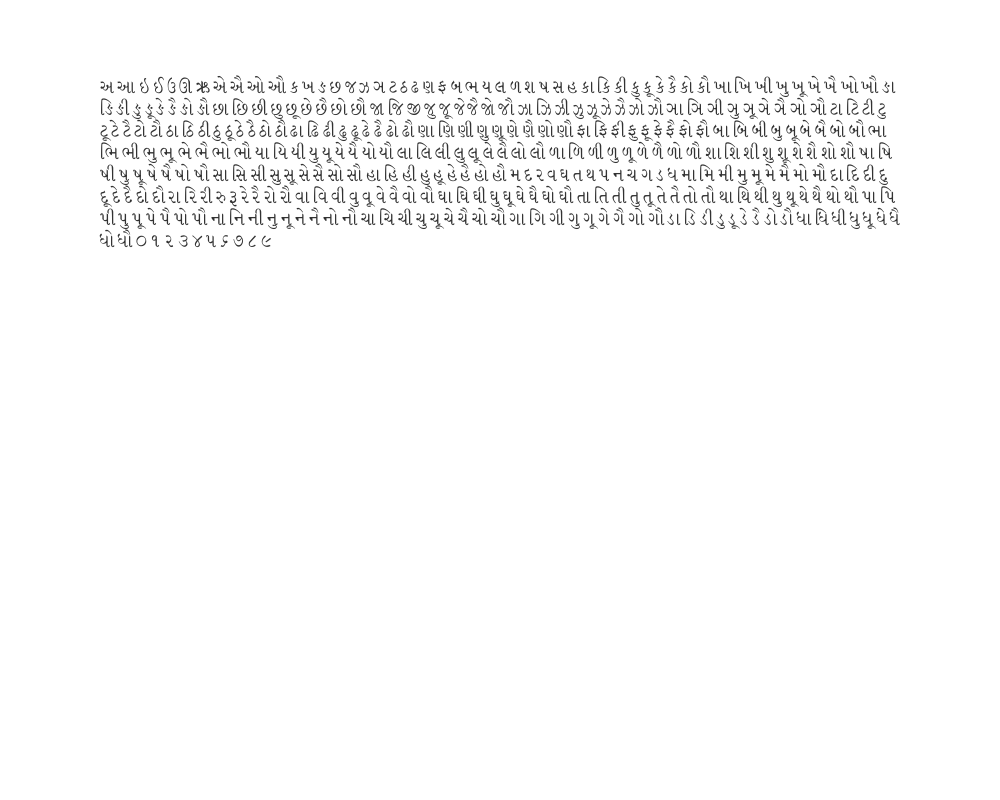 અ આ ઇ ઈ ઉ ઊ ઋ એ ઐ ઓ ઔ ક ખ ઙ છ જ ઝ ઞ ટ ઠ ઢ ણ ફ બ ભ ય લ ળ શ ષ સ હ કા કિ કી કુ કૂ કે કૈ કો કૌ ખા ખિ ખી ખુ ખૂ ખે ખૈ ખો ખૌ ઙા
ઙિ ઙી ઙુ ઙૂ ઙે ઙૈ ઙો ઙૌ છા છિ છી છુ છૂ છે છૈ છો છૌ જા જિ જી જુ જૂ જે જૈ જો જૌ ઝા ઝિ ઝી ઝુ ઝૂ ઝે ઝૈ ઝો ઝૌ ઞા ઞિ ઞી ઞુ ઞૂ ઞે ઞૈ ઞો ઞૌ ટા ટિ ટી ટુ
ટૂ ટે ટૈ ટો ટૌ ઠા ઠિ ઠી ઠુ ઠૂ ઠે ઠૈ ઠો ઠૌ ઢા ઢિ ઢી ઢુ ઢૂ ઢે ઢૈ ઢો ઢૌ ણા ણિ ણી ણુ ણૂ ણે ણૈ ણો ણૌ ફા ફિ ફી ફુ ફૂ ફે ફૈ ફો ફૌ બા બિ બી બુ બૂ બે બૈ બો બૌ ભા
ભિ ભી ભુ ભૂ ભે ભૈ ભો ભૌ યા યિ યી યુ યૂ યે યૈ યો યૌ લા લિ લી લુ લૂ લે લૈ લો લૌ ળા ળિ ળી ળુ ળૂ ળે ળૈ ળો ળૌ શા શિ શી શુ શૂ શે શૈ શો શૌ ષા ષિ
ષી ષુ ષૂ ષે ષૈ ષો ષૌ સા સિ સી સુ સૂ સે સૈ સો સૌ હા હિ હી હુ હૂ હે હૈ હો હૌ મ દ ર વ ઘ ત થ પ ન ચ ગ ડ ધ મા મિ મી મુ મૂ મે મૈ મો મૌ દા દિ દી દુ
દૂ દે દૈ દો દૌ રા રિ રી રુ રૂ રે રૈ રો રૌ વા વિ વી વુ વૂ વે વૈ વો વૌ ઘા ઘિ ઘી ઘુ ઘૂ ઘે ઘૈ ઘો ઘૌ તા તિ તી તુ તૂ તે તૈ તો તૌ થા થિ થી થુ થૂ થે થૈ થો થૌ પા પિ
પી પુ પૂ પે પૈ પો પૌ ના નિ ની નુ નૂ ને નૈ નો નૌ ચા ચિ ચી ચુ ચૂ ચે ચૈ ચો ચૌ ગા ગિ ગી ગુ ગૂ ગે ગૈ ગો ગૌ ડા ડિ ડી ડુ ડૂ ડે ડૈ ડો ડૌ ધા ધિ ધી ધુ ધૂ ધે ધૈ
ધો ધૌ ૦ ૧ ૨ ૩ ૪ ૫ ૬ ૭ ૮ ૯